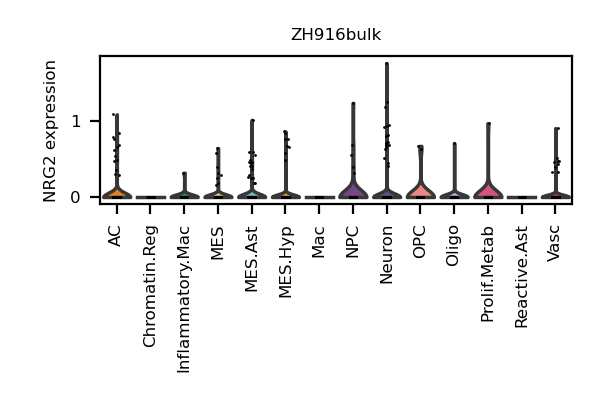 ZH916bulk
NRG2 expression
1
0
AC
Chromatin.Reg
Inflammatory.Mac
MES
MES.Ast
MES.Hyp
Mac
NPC
Neuron
OPC
Oligo
Prolif.Metab
Reactive.Ast
Vasc